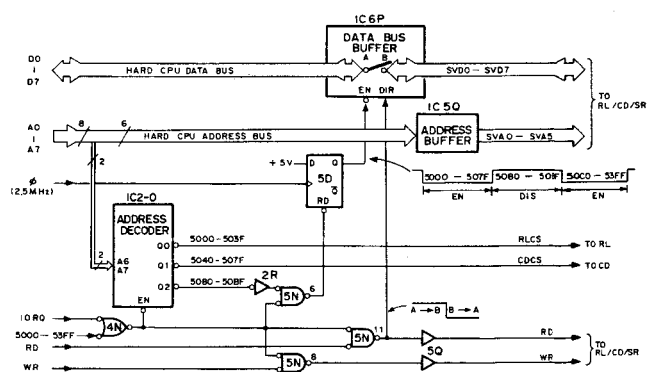 IC6P
DATA BUS
BUFFER
A B
EN DIR
D0
|
D7
HARD CPU DATA BUS
SVD0 – SVD7
TO
RL/CD/SR
A0
|
A7
8
6
HARD CPU ADDRESS BUS
2
IC5Q
ADDRESS
BUFFER
SVA0 – SVA5
+5V
D Q
5D
Q
RD
5000 – 507F
5080 – 50BF
50C0 – 53FF
EN
DIS
EN
Ø
(2,5MHz)
IC2-0
ADDRESS
DECODER
2
A6
A7
Q0
Q1
Q2
EN
5000 – 503F
RLCS
TO RL
5040 – 507F
CDCS
TO CD
5080 – 50BF
2R
5N
6
A → B
B → A
IORQ
5000 – 53FF
4N
RD
5N
11
RD
5Q
WR
5N
8
WR
TO
RL/CD/SR